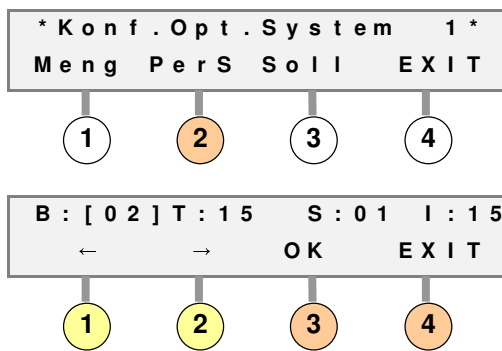 *Konf.Opt.System 1*
Meng PerS Soll EXIT
1 2 3 4
B:[02]T:15 S:01 I:15
← → OK EXIT
1 2 3 4